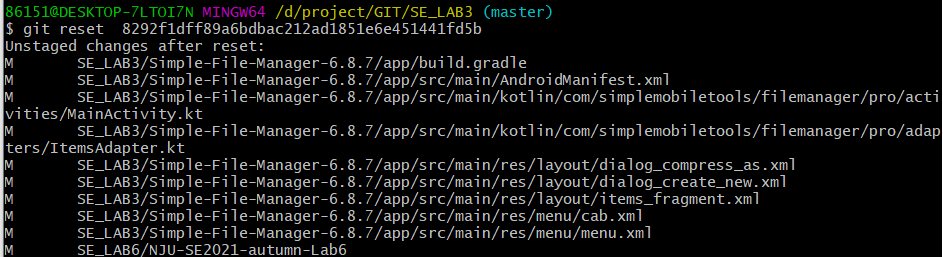 86151@DESKTOP-7LTOI7N MINGW64 /d/project/GIT/SE_LAB3 (master)
$ git reset  8292f1dff89a6bdbac212ad1851e6e451441fd5b
Unstaged changes after reset:
M       SE_LAB3/Simple-File-Manager-6.8.7/app/build.gradle
M       SE_LAB3/Simple-File-Manager-6.8.7/app/src/main/AndroidManifest.xml
M       SE_LAB3/Simple-File-Manager-6.8.7/app/src/main/kotlin/com/simplemobiletools/filemanager/pro/acti
vities/MainActivity.kt
M       SE_LAB3/Simple-File-Manager-6.8.7/app/src/main/kotlin/com/simplemobiletools/filemanager/pro/adap
ters/ItemsAdapter.kt
M       SE_LAB3/Simple-File-Manager-6.8.7/app/src/main/res/layout/dialog_compress_as.xml
M       SE_LAB3/Simple-File-Manager-6.8.7/app/src/main/res/layout/dialog_create_new.xml
M       SE_LAB3/Simple-File-Manager-6.8.7/app/src/main/res/layout/items_fragment.xml
M       SE_LAB3/Simple-File-Manager-6.8.7/app/src/main/res/menu/cab.xml
M       SE_LAB3/Simple-File-Manager-6.8.7/app/src/main/res/menu/menu.xml
M       SE_LAB6/NJU-SE2021-autumn-Lab6